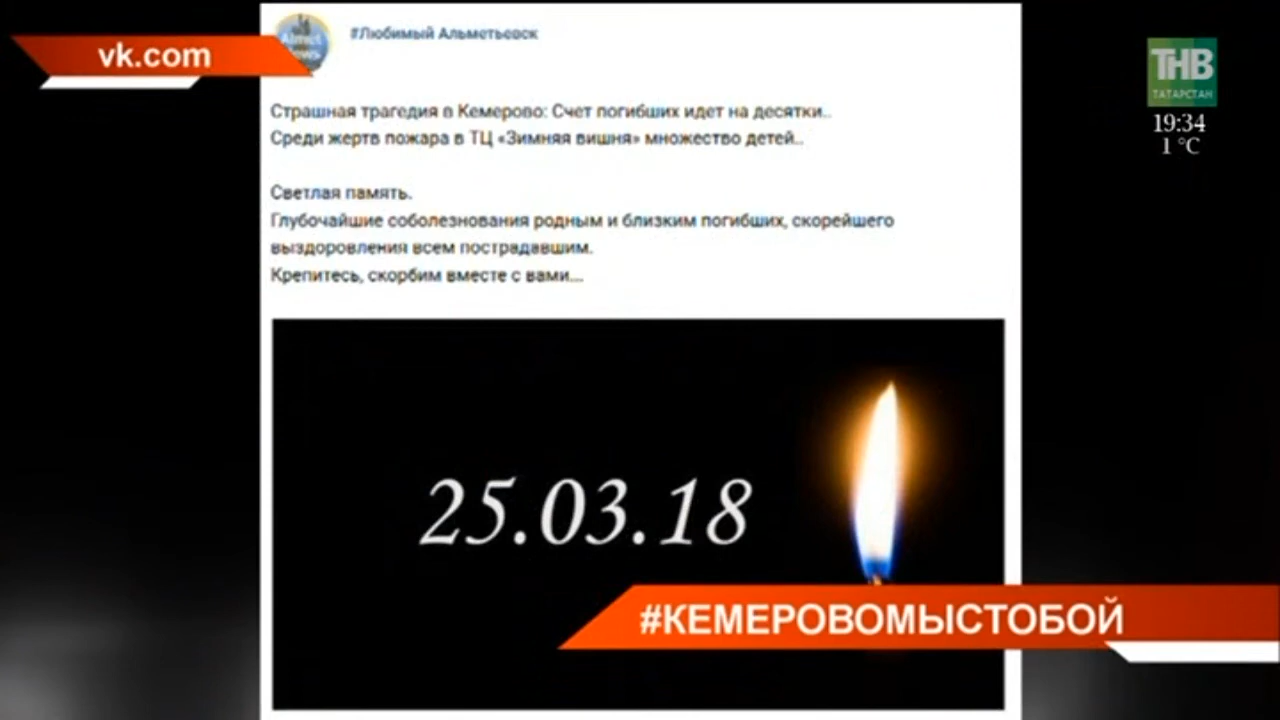 vk.com
Almet
News
#Любимый Альметьевск
ТНВ
ТАТАРСТАН
19:34
1 °C
Страшная трагедия в Кемерово: Счет погибших идет на десятки..
Среди жертв пожара в ТЦ «Зимняя вишня» множество детей..
Светлая память.
Глубочайшие соболезнования родным и близким погибших, скорейшего
выздоровления всем пострадавшим.
Крепитесь, скорбим вместе с вами...
25.03.18
#КЕМЕРОВОМЫСТОБОЙ